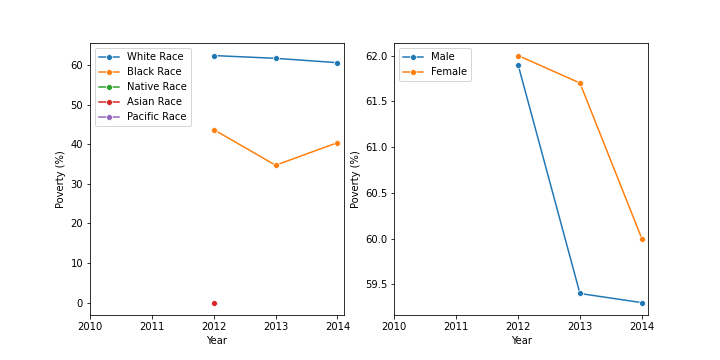 White Race
Black Race
Native Race
Asian Race
Pacific Race
60
50
40
30
20
10
0
Poverty (%)
2010 2011 2012 2013 2014
Year
Male
Female
62.0
61.5
61.0
60.5
60.0
59.5
Poverty (%)
2010 2011 2012 2013 2014
Year